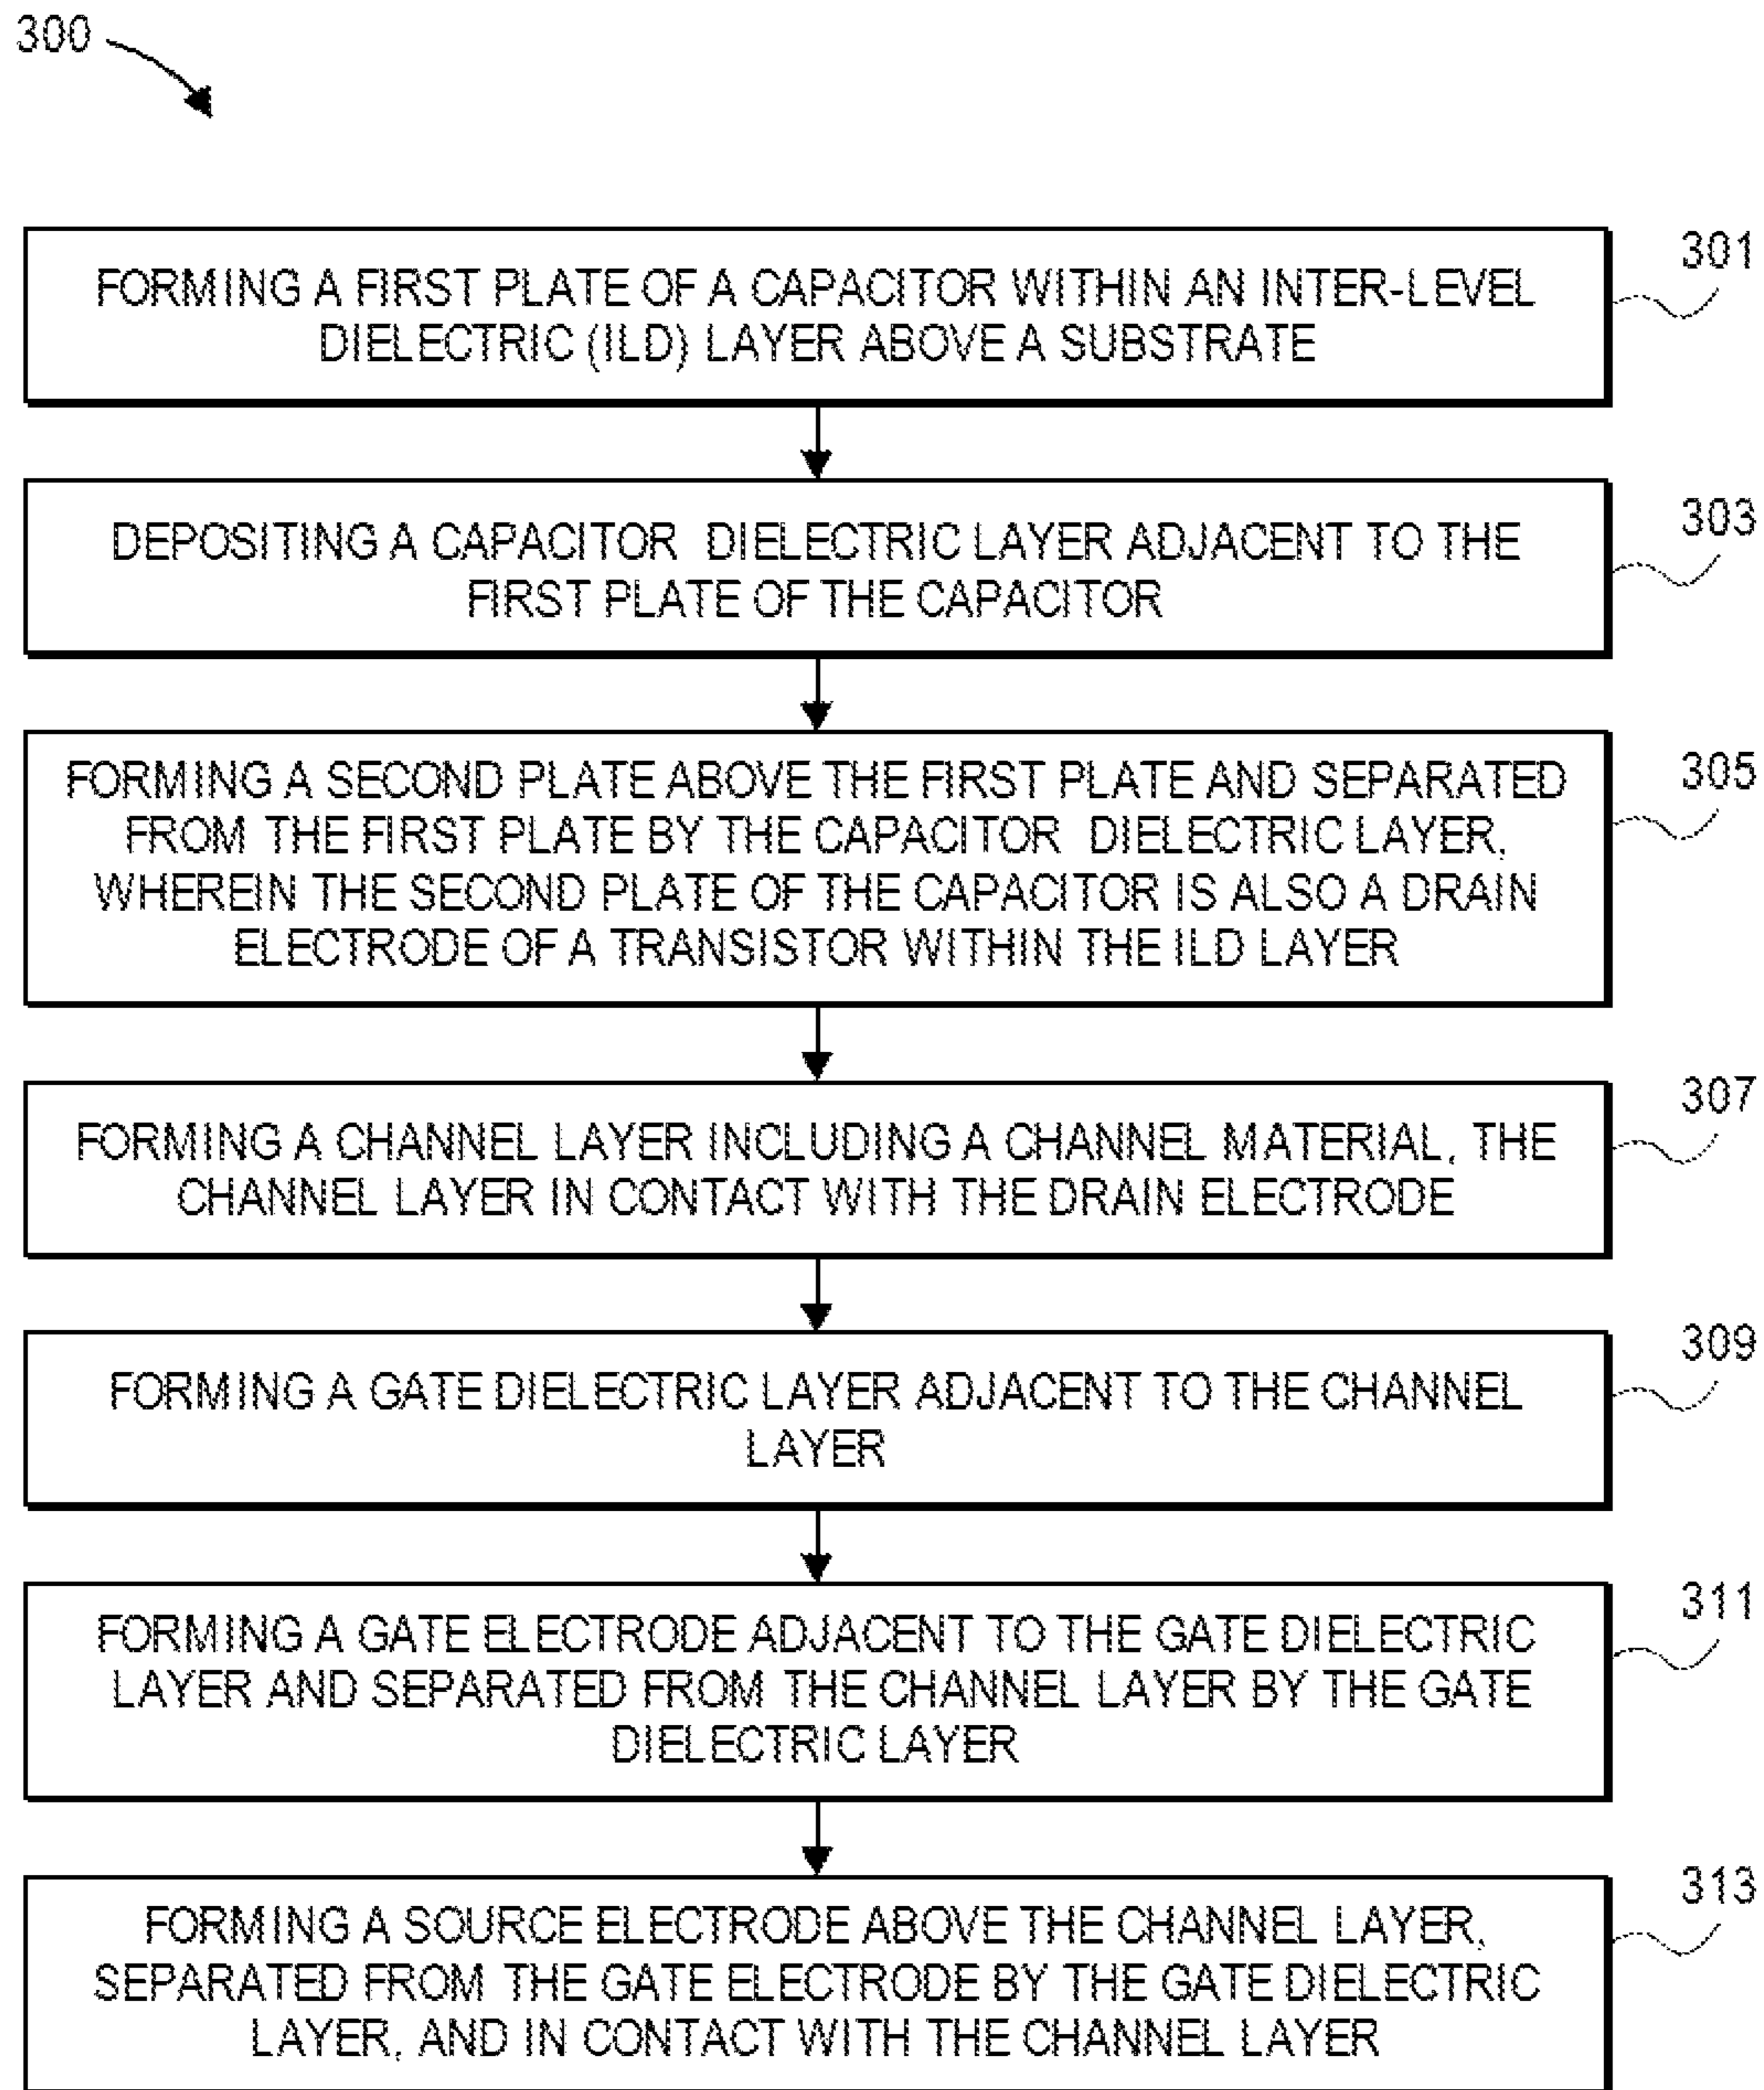 300
301
FORMING A FIRST PLATE OF A CAPACITOR WITHIN AN INTER-LEVEL
DIELECTRIC (ILD) LAYER ABOVE A SUBSTRATE
303
DEPOSITING A CAPACITOR DIELECTRIC LAYER ADJACENT TO THE
FIRST PLATE OF THE CAPACITOR
305
FORMING A SECOND PLATE ABOVE THE FIRST PLATE AND SEPARATED
FROM THE FIRST PLATE BY THE CAPACITOR DIELECTRIC LAYER,
WHEREIN THE SECOND PLATE OF THE CAPACITOR IS ALSO A DRAIN
ELECTRODE OF A TRANSISTOR WITHIN THE ILD LAYER
307
FORMING A CHANNEL LAYER INCLUDING A CHANNEL MATERIAL, THE
CHANNEL LAYER IN CONTACT WITH THE DRAIN ELECTRODE
309
FORMING A GATE DIELECTRIC LAYER ADJACENT TO THE CHANNEL
LAYER
311
FORMING A GATE ELECTRODE ADJACENT TO THE GATE DIELECTRIC
LAYER AND SEPARATED FROM THE CHANNEL LAYER BY THE GATE
DIELECTRIC LAYER
313
FORMING A SOURCE ELECTRODE ABOVE THE CHANNEL LAYER,
SEPARATED FROM THE GATE ELECTRODE BY THE GATE DIELECTRIC
LAYER, AND IN CONTACT WITH THE CHANNEL LAYER